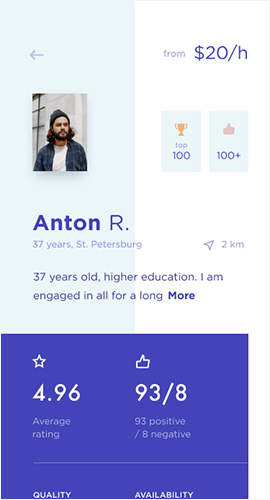 from $20/h
top
100
100+
Anton R.
37 years, St. Petersburg
2 km
37 years old, higher education. I am
engaged in all for a long More
4.96
93/8
Average
rating
93 positive
/ 8 negative
QUALITY
AVAILABILITY